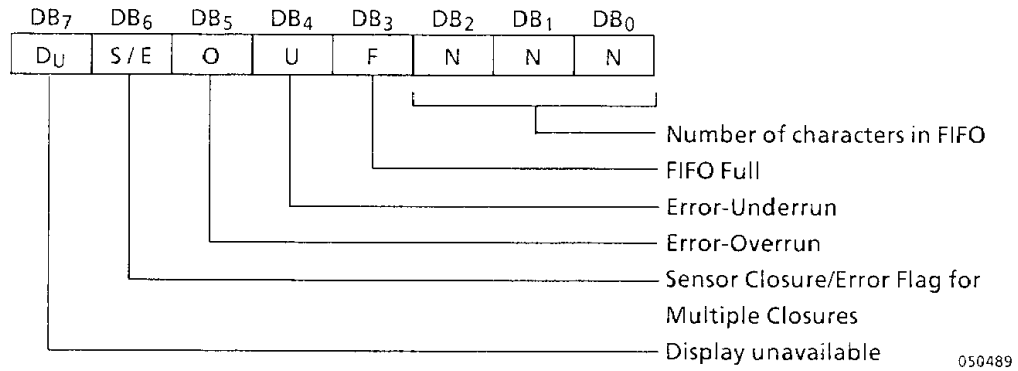 DB7 DB6 DB5 DB4 DB3 DB2 DB1 DB0
DU S/E O U F N N N
Number of characters in FIFO
FIFO Full
Error-Underrun
Error-Overrun
Sensor Closure/Error Flag for
Multiple Closures
Display unavailable
050489